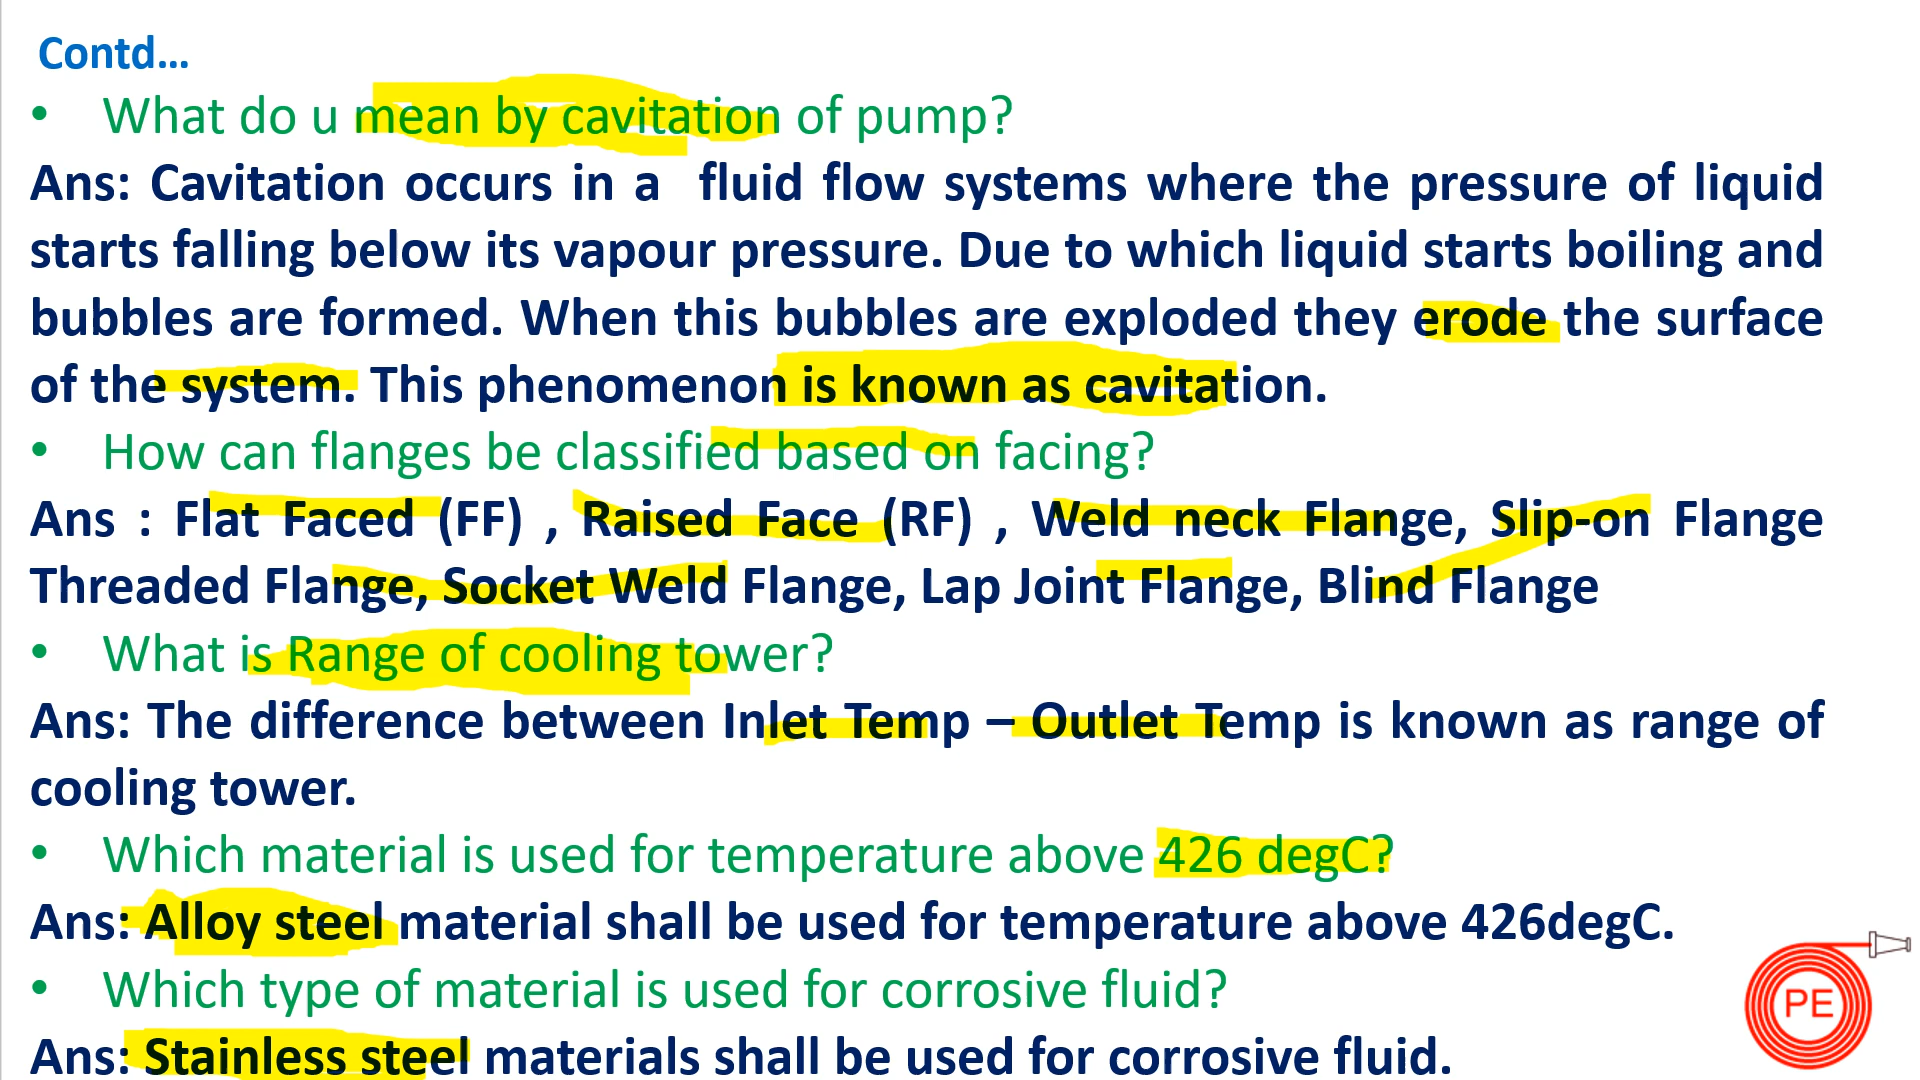 Contd...
• What do u mean by cavitation of pump?
Ans: Cavitation occurs in a fluid flow systems where the pressure of liquid
starts falling below its vapour pressure. Due to which liquid starts boiling and
bubbles are formed. When this bubbles are exploded they erode the surface
of the system. This phenomenon is known as cavitation.
• How can flanges be classified based on facing?
Ans : Flat Faced (FF) , Raised Face (RF) , Weld neck Flange, Slip-on Flange
Threaded Flange, Socket Weld Flange, Lap Joint Flange, Blind Flange
• What is Range of cooling tower?
Ans: The difference between Inlet Temp – Outlet Temp is known as range of
cooling tower.
• Which material is used for temperature above 426 degC?
Ans: Alloy steel material shall be used for temperature above 426degC.
• Which type of material is used for corrosive fluid?
Ans: Stainless steel materials shall be used for corrosive fluid.
PE